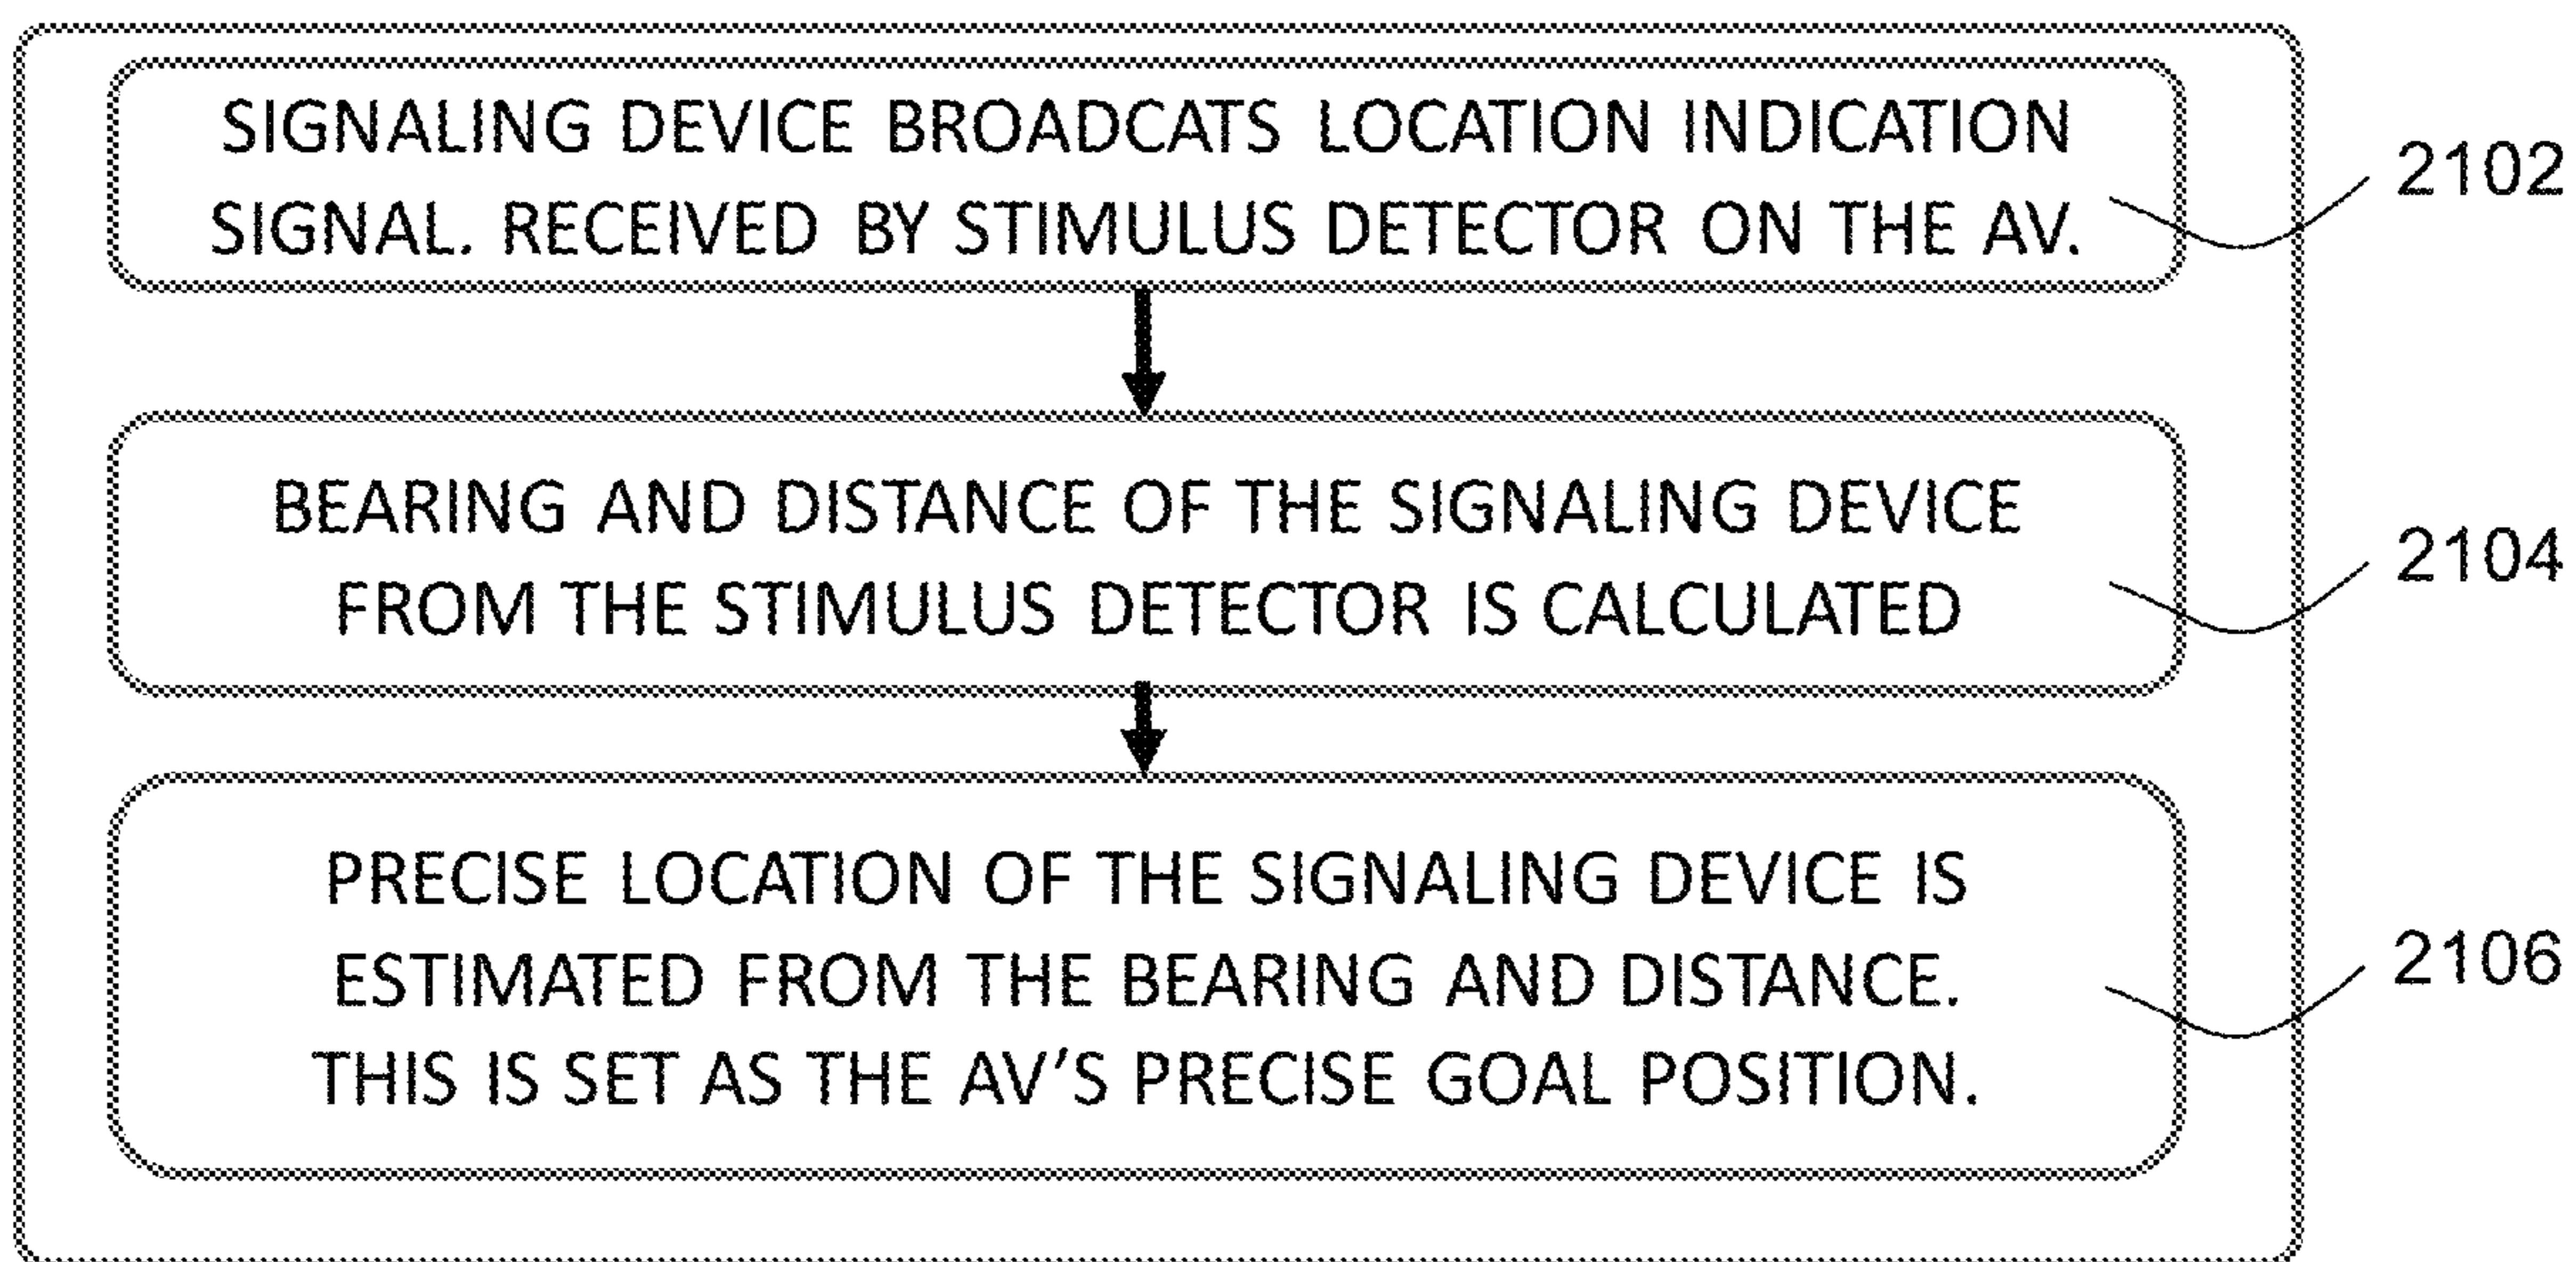 SIGNALING DEVICE BROADCATS LOCATION INDICATION
SIGNAL. RECEIVED BY STIMULUS DETECTOR ON THE AV.
2102
BEARING AND DISTANCE OF THE SIGNALING DEVICE
FROM THE STIMULUS DETECTOR IS CALCULATED
2104
PRECISE LOCATION OF THE SIGNALING DEVICE IS
ESTIMATED FROM THE BEARING AND DISTANCE.
THIS IS SET AS THE AV'S PRECISE GOAL POSITION.
2106